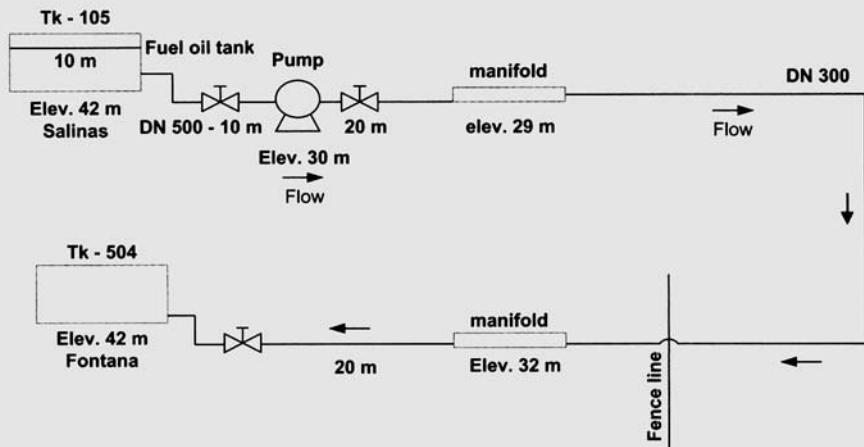 Tk - 105
10 m
Fuel oil tank
Elev. 42 m
Salinas
DN 500 - 10 m
Pump
Elev. 30 m
Flow
20 m
manifold
elev. 29 m
DN 300
Flow
Tk - 504
Elev. 42 m
Fontana
20 m
manifold
Elev. 32 m
Fence line